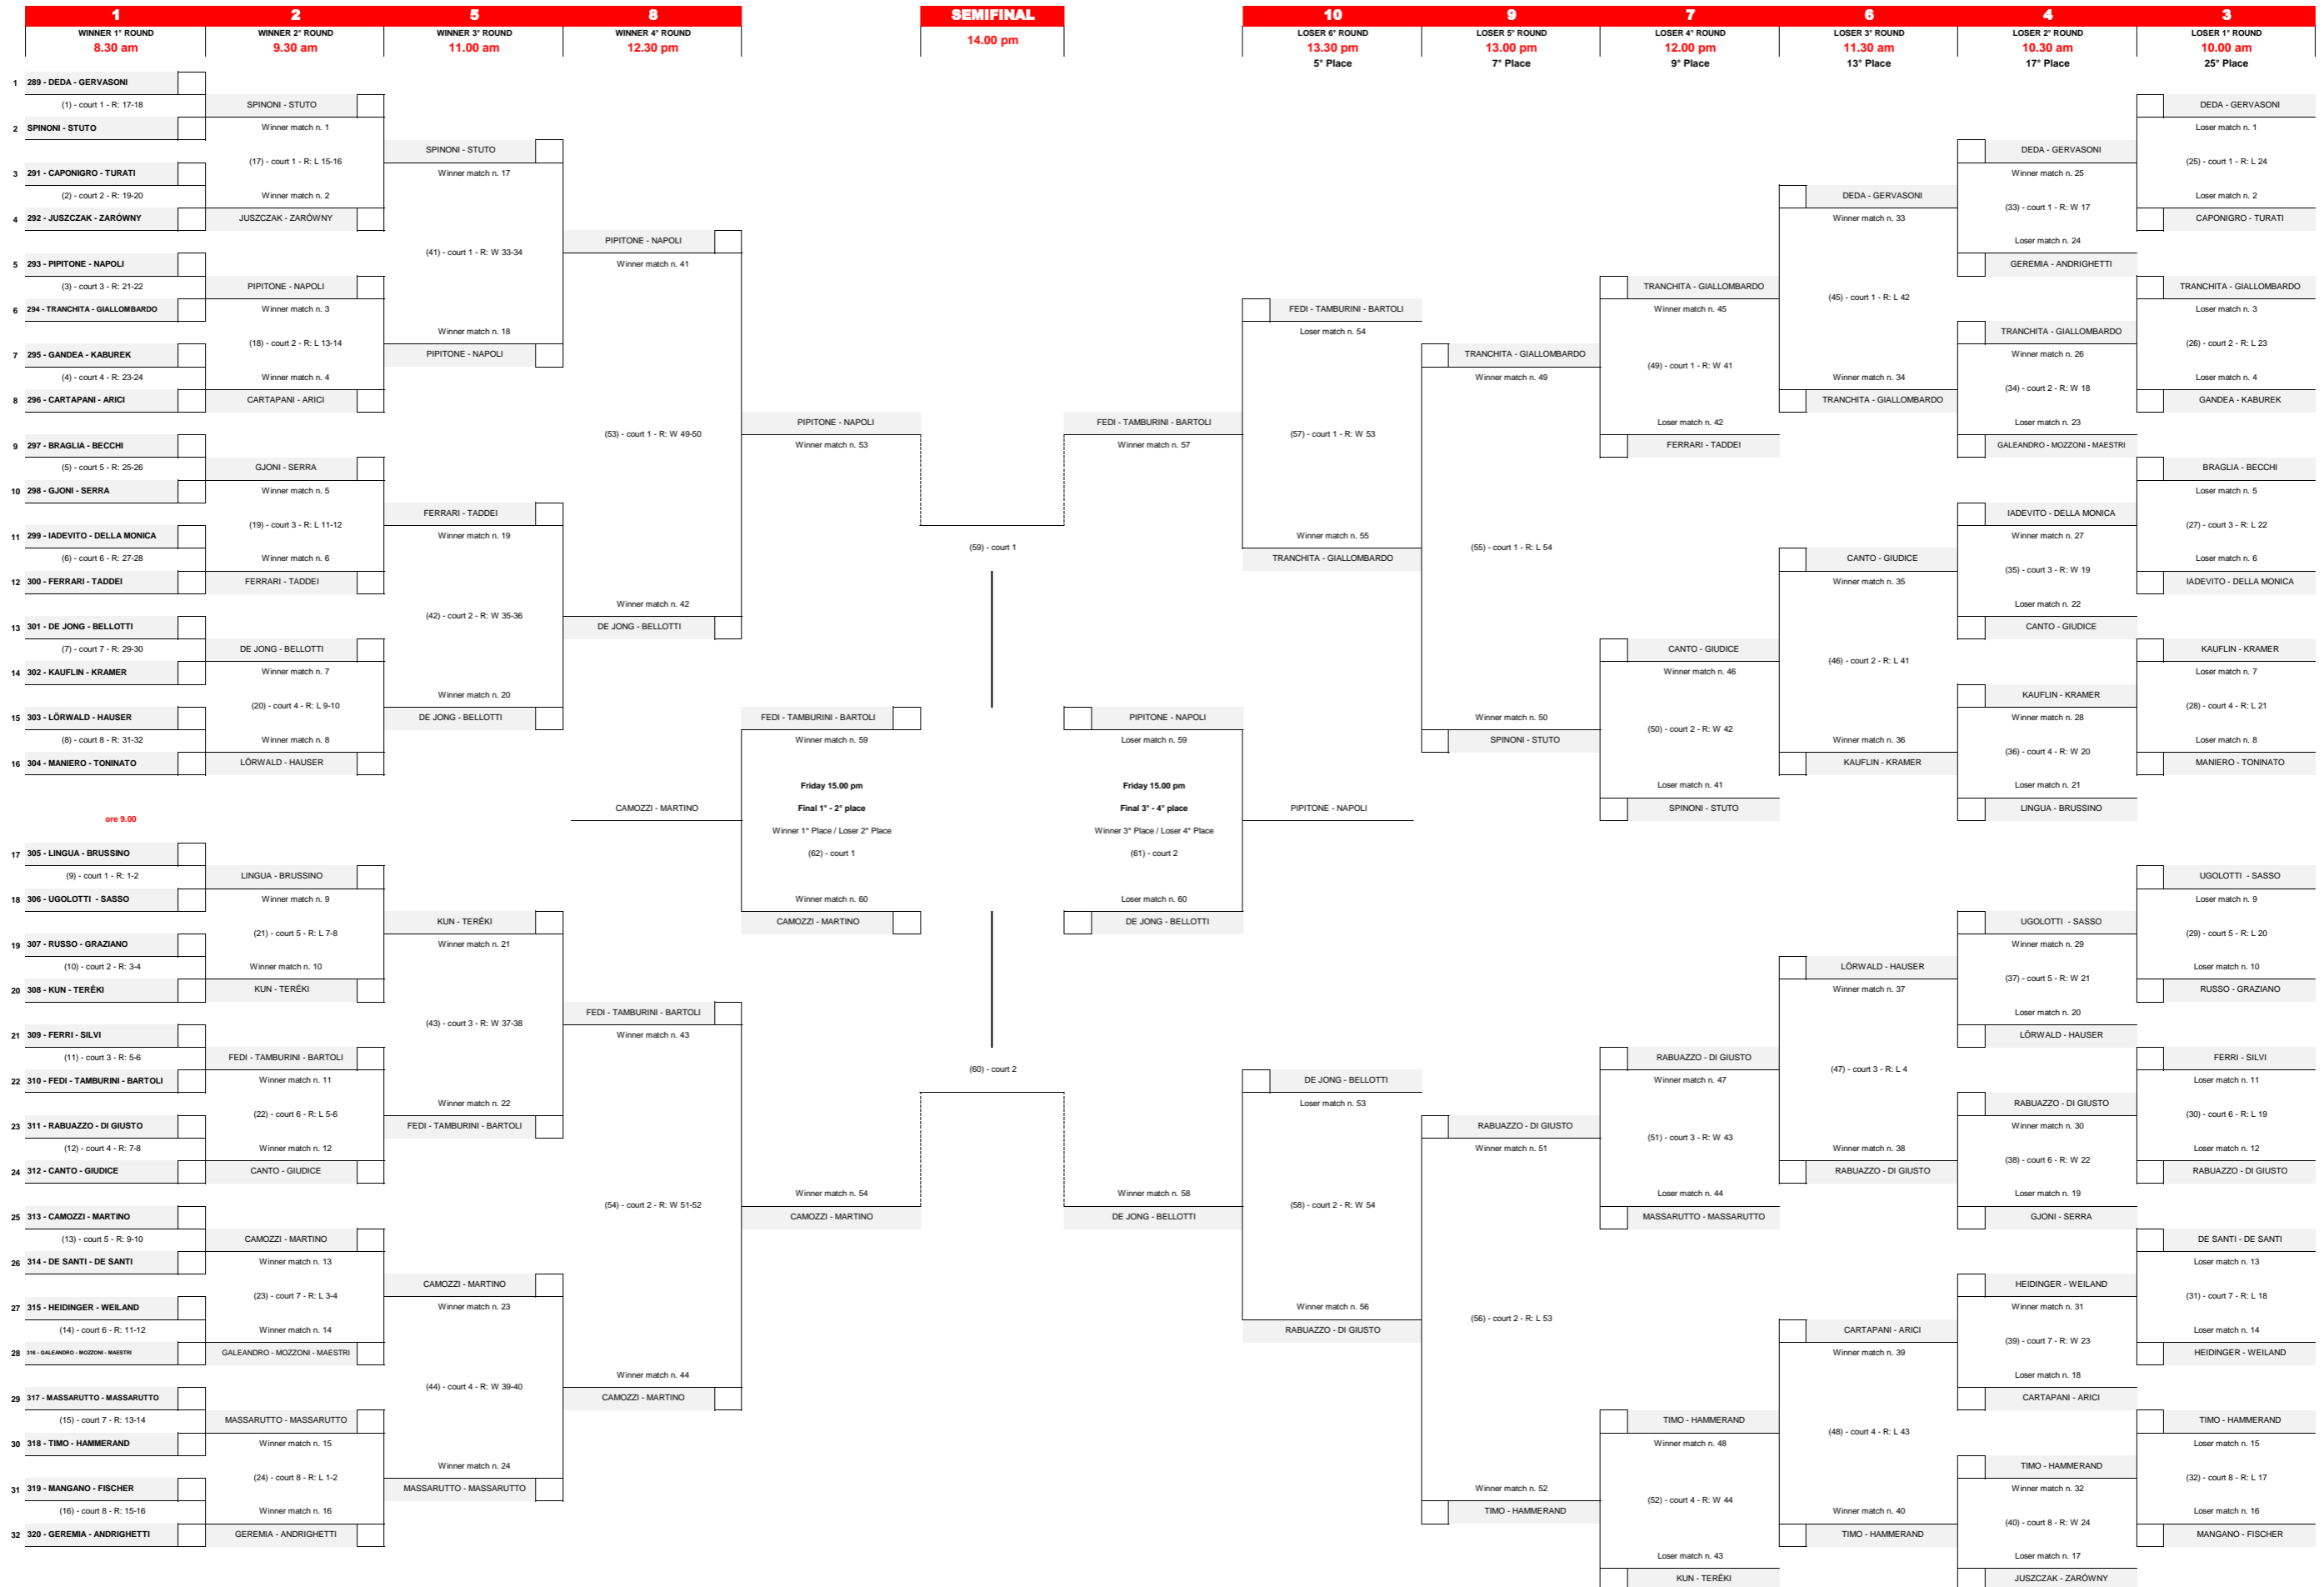 1 2 5 8 SEMIFINAL 10 9 7 6 4 3
WINNER 1° ROUND WINNER 2° ROUND WINNER 3° ROUND WINNER 4° ROUND LOSER 6° ROUND LOSER 5° ROUND LOSER 4° ROUND LOSER 3° ROUND LOSER 2° ROUND LOSER 1° ROUND
8.30 am 9.30 am 11.00 am 12.30 pm 14.00 pm 13.30 pm 13.00 pm 12.00 pm 11.30 am 10.30 am 10.00 am
5° Place 7° Place 9° Place 13° Place 17° Place 25° Place
1 289 - DEDA - GERVASONI
(1) - court 1 - R: 17-18 SPINONI - STUTO DEDA - GERVASONI
2 SPINONI - STUTO Winner match n. 1 Loser match n. 1
SPINONI - STUTO DEDA - GERVASONI
(17) - court 1 - R: L 15-16 (25) - court 1 - R: L 24
3 291 - CAPONIGRO - TURATI Winner match n. 17 Winner match n. 25
(2) - court 2 - R: 19-20 Winner match n. 2 DEDA - GERVASONI Loser match n. 2
(33) - court 1 - R: W 17
4 292 - JUSZCZAK - ZARÓWNY JUSZCZAK - ZARÓWNY Winner match n. 33 CAPONIGRO - TURATI
PIPITONE - NAPOLI Loser match n. 24
(41) - court 1 - R: W 33-34
5 293 - PIPITONE - NAPOLI Winner match n. 41 GEREMIA - ANDRIGHETTI
(3) - court 3 - R: 21-22 PIPITONE - NAPOLI TRANCHITA - GIALLOMBARDO TRANCHITA - GIALLOMBARDO
(45) - court 1 - R: L 42
6 294 - TRANCHITA - GIALLOMBARDO Winner match n. 3 FEDI - TAMBURINI - BARTOLI Winner match n. 45 Loser match n. 3
Winner match n. 18 Loser match n. 54 TRANCHITA - GIALLOMBARDO
(18) - court 2 - R: L 13-14 (26) - court 2 - R: L 23
7 295 - GANDEA - KABUREK PIPITONE - NAPOLI TRANCHITA - GIALLOMBARDO Winner match n. 26
(49) - court 1 - R: W 41
(4) - court 4 - R: 23-24 Winner match n. 4 Winner match n. 49 Winner match n. 34 Loser match n. 4
(34) - court 2 - R: W 18
8 296 - CARTAPANI - ARICI CARTAPANI - ARICI TRANCHITA - GIALLOMBARDO GANDEA - KABUREK
PIPITONE - NAPOLI FEDI - TAMBURINI - BARTOLI Loser match n. 42 Loser match n. 23
(53) - court 1 - R: W 49-50 (57) - court 1 - R: W 53
9 297 - BRAGLIA - BECCHI Winner match n. 53 Winner match n. 57 FERRARI - TADDEI GALEANDRO - MOZZONI - MAESTRI
(5) - court 5 - R: 25-26 GJONI - SERRA BRAGLIA - BECCHI
10 298 - GJONI - SERRA Winner match n. 5 Loser match n. 5
FERRARI - TADDEI IADEVITO - DELLA MONICA
(19) - court 3 - R: L 11-12 (27) - court 3 - R: L 22
11 299 - IADEVITO - DELLA MONICA Winner match n. 19 Winner match n. 55 Winner match n. 27
(59) - court 1 (55) - court 1 - R: L 54
(6) - court 6 - R: 27-28 Winner match n. 6 TRANCHITA - GIALLOMBARDO CANTO - GIUDICE Loser match n. 6
(35) - court 3 - R: W 19
12 300 - FERRARI - TADDEI FERRARI - TADDEI Winner match n. 35 IADEVITO - DELLA MONICA
Winner match n. 42 Loser match n. 22
(42) - court 2 - R: W 35-36
13 301 - DE JONG - BELLOTTI DE JONG - BELLOTTI CANTO - GIUDICE
(7) - court 7 - R: 29-30 DE JONG - BELLOTTI CANTO - GIUDICE KAUFLIN - KRAMER
(46) - court 2 - R: L 41
14 302 - KAUFLIN - KRAMER Winner match n. 7 Winner match n. 46 Loser match n. 7
Winner match n. 20 KAUFLIN - KRAMER
(20) - court 4 - R: L 9-10 (28) - court 4 - R: L 21
15 303 - LÖRWALD - HAUSER DE JONG - BELLOTTI FEDI - TAMBURINI - BARTOLI PIPITONE - NAPOLI Winner match n. 50 Winner match n. 28
(50) - court 2 - R: W 42
(8) - court 8 - R: 31-32 Winner match n. 8 Winner match n. 59 Loser match n. 59 SPINONI - STUTO Winner match n. 36 Loser match n. 8
(36) - court 4 - R: W 20
16 304 - MANIERO - TONINATO LÖRWALD - HAUSER KAUFLIN - KRAMER MANIERO - TONINATO
Friday 15.00 pm Friday 15.00 pm Loser match n. 41 Loser match n. 21
CAMOZZI - MARTINO Final 1° - 2° place Final 3° - 4° place PIPITONE - NAPOLI SPINONI - STUTO LINGUA - BRUSSINO
ore 9.00
Winner 1° Place / Loser 2° Place Winner 3° Place / Loser 4° Place
17 305 - LINGUA - BRUSSINO (62) - court 1 (61) - court 2
(9) - court 1 - R: 1-2 LINGUA - BRUSSINO UGOLOTTI - SASSO
18 306 - UGOLOTTI - SASSO Winner match n. 9 Winner match n. 60 Loser match n. 60 Loser match n. 9
KUN - TERÉKI CAMOZZI - MARTINO DE JONG - BELLOTTI UGOLOTTI - SASSO
(21) - court 5 - R: L 7-8 (29) - court 5 - R: L 20
19 307 - RUSSO - GRAZIANO Winner match n. 21 Winner match n. 29
(10) - court 2 - R: 3-4 Winner match n. 10 LÖRWALD - HAUSER Loser match n. 10
(37) - court 5 - R: W 21
20 308 - KUN - TERÉKI KUN - TERÉKI Winner match n. 37 RUSSO - GRAZIANO
FEDI - TAMBURINI - BARTOLI Loser match n. 20
(43) - court 3 - R: W 37-38
21 309 - FERRI - SILVI Winner match n. 43 LÖRWALD - HAUSER
(11) - court 3 - R: 5-6 FEDI - TAMBURINI - BARTOLI RABUAZZO - DI GIUSTO FERRI - SILVI
(60) - court 2 (47) - court 3 - R: L 4
22 310 - FEDI - TAMBURINI - BARTOLI Winner match n. 11 DE JONG - BELLOTTI Winner match n. 47 Loser match n. 11
Winner match n. 22 Loser match n. 53 RABUAZZO - DI GIUSTO
(22) - court 6 - R: L 5-6 (30) - court 6 - R: L 19
23 311 - RABUAZZO - DI GIUSTO FEDI - TAMBURINI - BARTOLI RABUAZZO - DI GIUSTO Winner match n. 30
(51) - court 3 - R: W 43
(12) - court 4 - R: 7-8 Winner match n. 12 Winner match n. 51 Winner match n. 38 Loser match n. 12
(38) - court 6 - R: W 22
24 312 - CANTO - GIUDICE CANTO - GIUDICE RABUAZZO - DI GIUSTO RABUAZZO - DI GIUSTO
Winner match n. 54 Winner match n. 58 Loser match n. 44 Loser match n. 19
(54) - court 2 - R: W 51-52 (58) - court 2 - R: W 54
25 313 - CAMOZZI - MARTINO CAMOZZI - MARTINO DE JONG - BELLOTTI MASSARUTTO - MASSARUTTO GJONI - SERRA
(13) - court 5 - R: 9-10 CAMOZZI - MARTINO DE SANTI - DE SANTI
26 314 - DE SANTI - DE SANTI Winner match n. 13 Loser match n. 13
CAMOZZI - MARTINO HEIDINGER - WEILAND
(23) - court 7 - R: L 3-4 (31) - court 7 - R: L 18
27 315 - HEIDINGER - WEILAND Winner match n. 23 Winner match n. 56 Winner match n. 31
(56) - court 2 - R: L 53
(14) - court 6 - R: 11-12 Winner match n. 14 RABUAZZO - DI GIUSTO CARTAPANI - ARICI Loser match n. 14
(39) - court 7 - R: W 23
28 316 - GALEANDRO - MOZZONI - MAESTRI GALEANDRO - MOZZONI - MAESTRI Winner match n. 39 HEIDINGER - WEILAND
Winner match n. 44 Loser match n. 18
(44) - court 4 - R: W 39-40
29 317 - MASSARUTTO - MASSARUTTO CAMOZZI - MARTINO CARTAPANI - ARICI
(15) - court 7 - R: 13-14 MASSARUTTO - MASSARUTTO TIMO - HAMMERAND TIMO - HAMMERAND
(48) - court 4 - R: L 43
30 318 - TIMO - HAMMERAND Winner match n. 15 Winner match n. 48 Loser match n. 15
Winner match n. 24 TIMO - HAMMERAND
(24) - court 8 - R: L 1-2 (32) - court 8 - R: L 17
31 319 - MANGANO - FISCHER MASSARUTTO - MASSARUTTO Winner match n. 52 Winner match n. 32
(52) - court 4 - R: W 44
(16) - court 8 - R: 15-16 Winner match n. 16 TIMO - HAMMERAND Winner match n. 40 Loser match n. 16
(40) - court 8 - R: W 24
32 320 - GEREMIA - ANDRIGHETTI GEREMIA - ANDRIGHETTI TIMO - HAMMERAND MANGANO - FISCHER
Loser match n. 43 Loser match n. 17
KUN - TERÉKI JUSZCZAK - ZARÓWNY